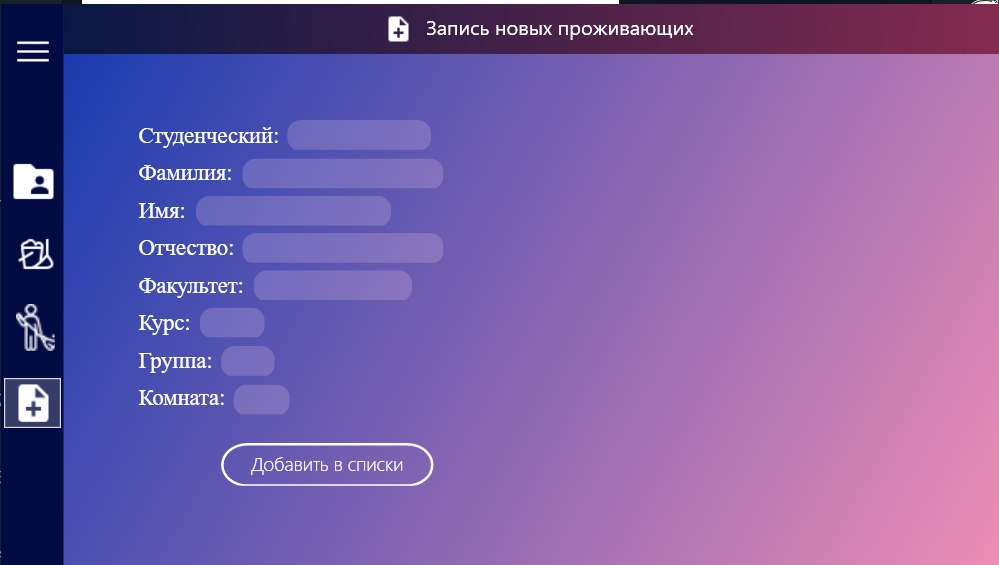 Запись новых проживающих
Студенческий:
Фамилия:
Имя:
Отчество:
Факультет:
Курс:
Группа:
Комната:
Добавить в списки